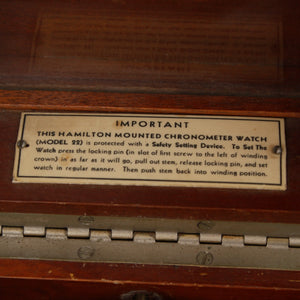 IMPORTANT
THIS HAMILTON MOUNTED CHRONOMETER WATCH
(MODEL 22) is protected with a Safety Setting Device. To Set The
Watch press the locking pin (in slot of first screw to the left of winding
crown) in as far as it will go, pull out stem, release locking pin, and set
watch in regular manner. Then push stem back into winding position.